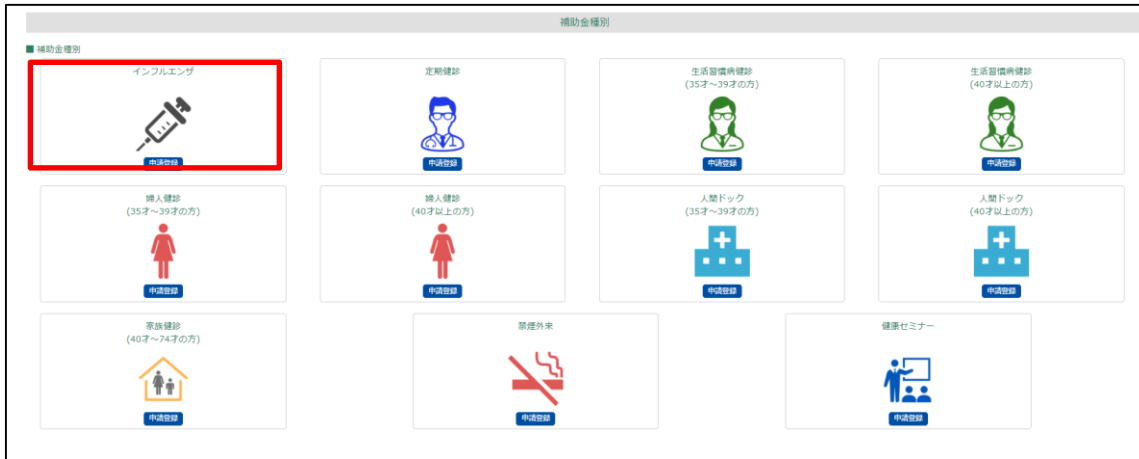 補助金種別
■ 補助金種別
インフルエンザ
申請登録
定期健診
申請登録
生活習慣病健診
(35才～39才の方)
申請登録
生活習慣病健診
(40才以上の方)
申請登録
婦人健診
(35才～39才の方)
申請登録
婦人健診
(40才以上の方)
申請登録
人間ドック
(35才～39才の方)
申請登録
人間ドック
(40才以上の方)
申請登録
家族健診
(40才～74才の方)
申請登録
禁煙外来
申請登録
健康セミナー
申請登録